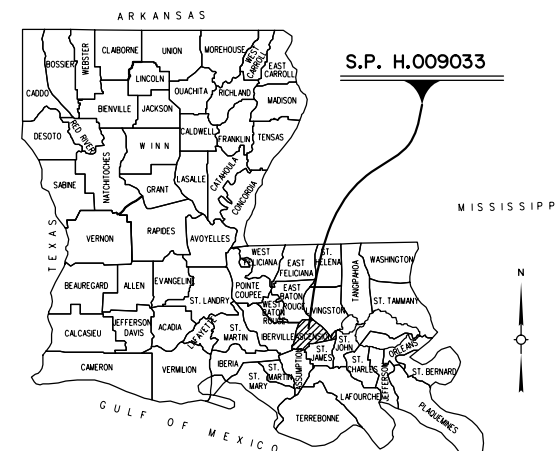 ARKANSAS
S.P. H.009033
CLAIBORNE
UNION
MOREHOUSE
WEST CARROLL
EAST CARROLL
BOSSIER
WEBSTER
LINCOLN
CADDO
OUACHITA
RICHLAND
MADISON
BIENVILLE
JACKSON
DESOTO
RED RIVER
CALDWELL
FRANKLIN
TENSAS
WINN
NATCHITOCHES
SABINE
GRANT
LASALLE
CATAHOULA
CONCORDIA
MISSISSIPP
TEXAS
VERNON
RAPIDES
AVOYELLES
WEST FELICIANA
EAST FELICIANA
ST. HELENA
TANGIPAHOA
WASHINGTON
N
BEAUREGARD
ALLEN
EVANGELINE
ST. LANDRY
POINTE COUPEE
WEST BATON ROUGE
EAST BATON ROUGE
LIVINGSTON
ST. TAMMANY
CALCASIEU
JEFFERSON DAVIS
ACADIA
LAFAYETTE
ST. MARTIN
IBERVILLE
ASCENSION
ST. JAMES
ST. JOHN
ST. CHARLES
ORLEANS
JEFFERSON
ST. BERNARD
CAMERON
VERMILION
IBERIA
ST. MARTIN
ST. MARY
ASSUMPTION
LAFOURCHE
TERREBONNE
PLAQUEMINES
GULF OF MEXICO